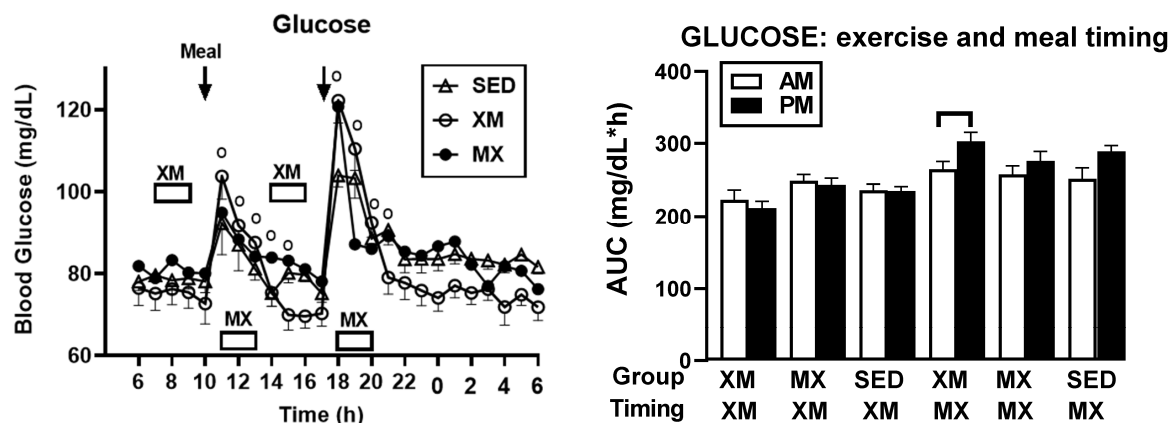 Glucose
Meal
SED
XM
MX
XM
XM
MX
MX
Blood Glucose (mg/dL)
120
100
80
60
6 8 10 12 14 16 18 20 22 0 2 4 6
Time (h)
GLUCOSE: exercise and meal timing
AM
PM
AUC (mg/dL*h)
400
300
200
100
0
Group XM MX SED XM MX SED
Timing XM XM XM MX MX MX